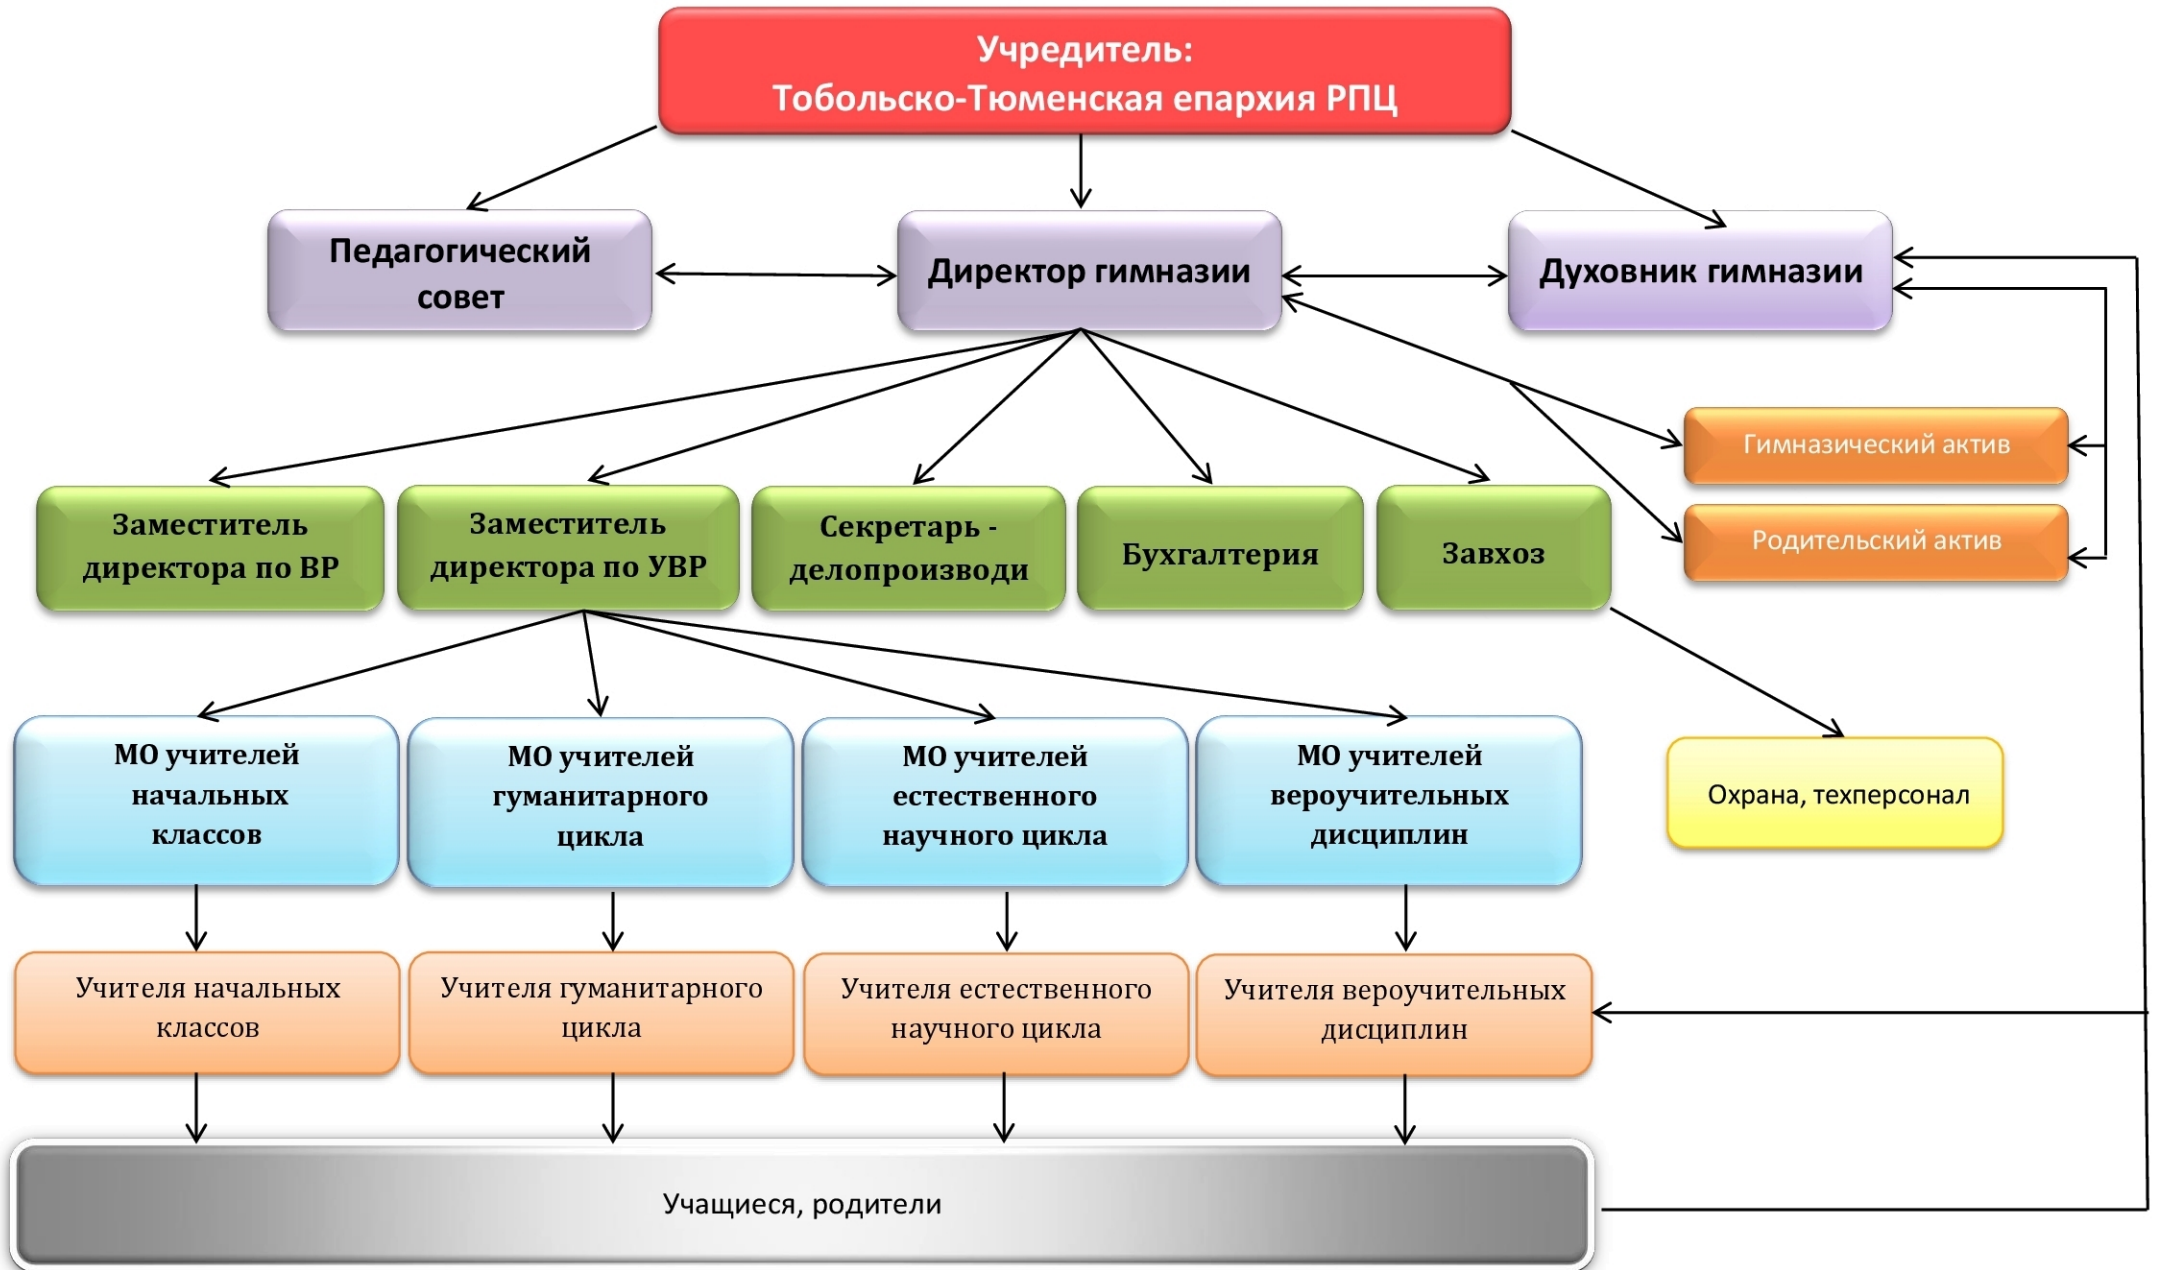 Учредитель:
Тобольско-Тюменская епархия РПЦ
Педагогический
совет
Директор гимназии
Духовник гимназии
Гимназический актив
Родительский актив
Заместитель
директора по ВР
Заместитель
директора по УВР
Секретарь -
делопроизводи
Бухгалтерия
Завхоз
МО учителей
начальных
классов
МО учителей
гуманитарного
цикла
МО учителей
естественного
научного цикла
МО учителей
вероучительных
дисциплин
Охрана, техперсонал
Учителя начальных
классов
Учителя гуманитарного
цикла
Учителя естественного
научного цикла
Учителя вероучительных
дисциплин
Учащиеся, родители